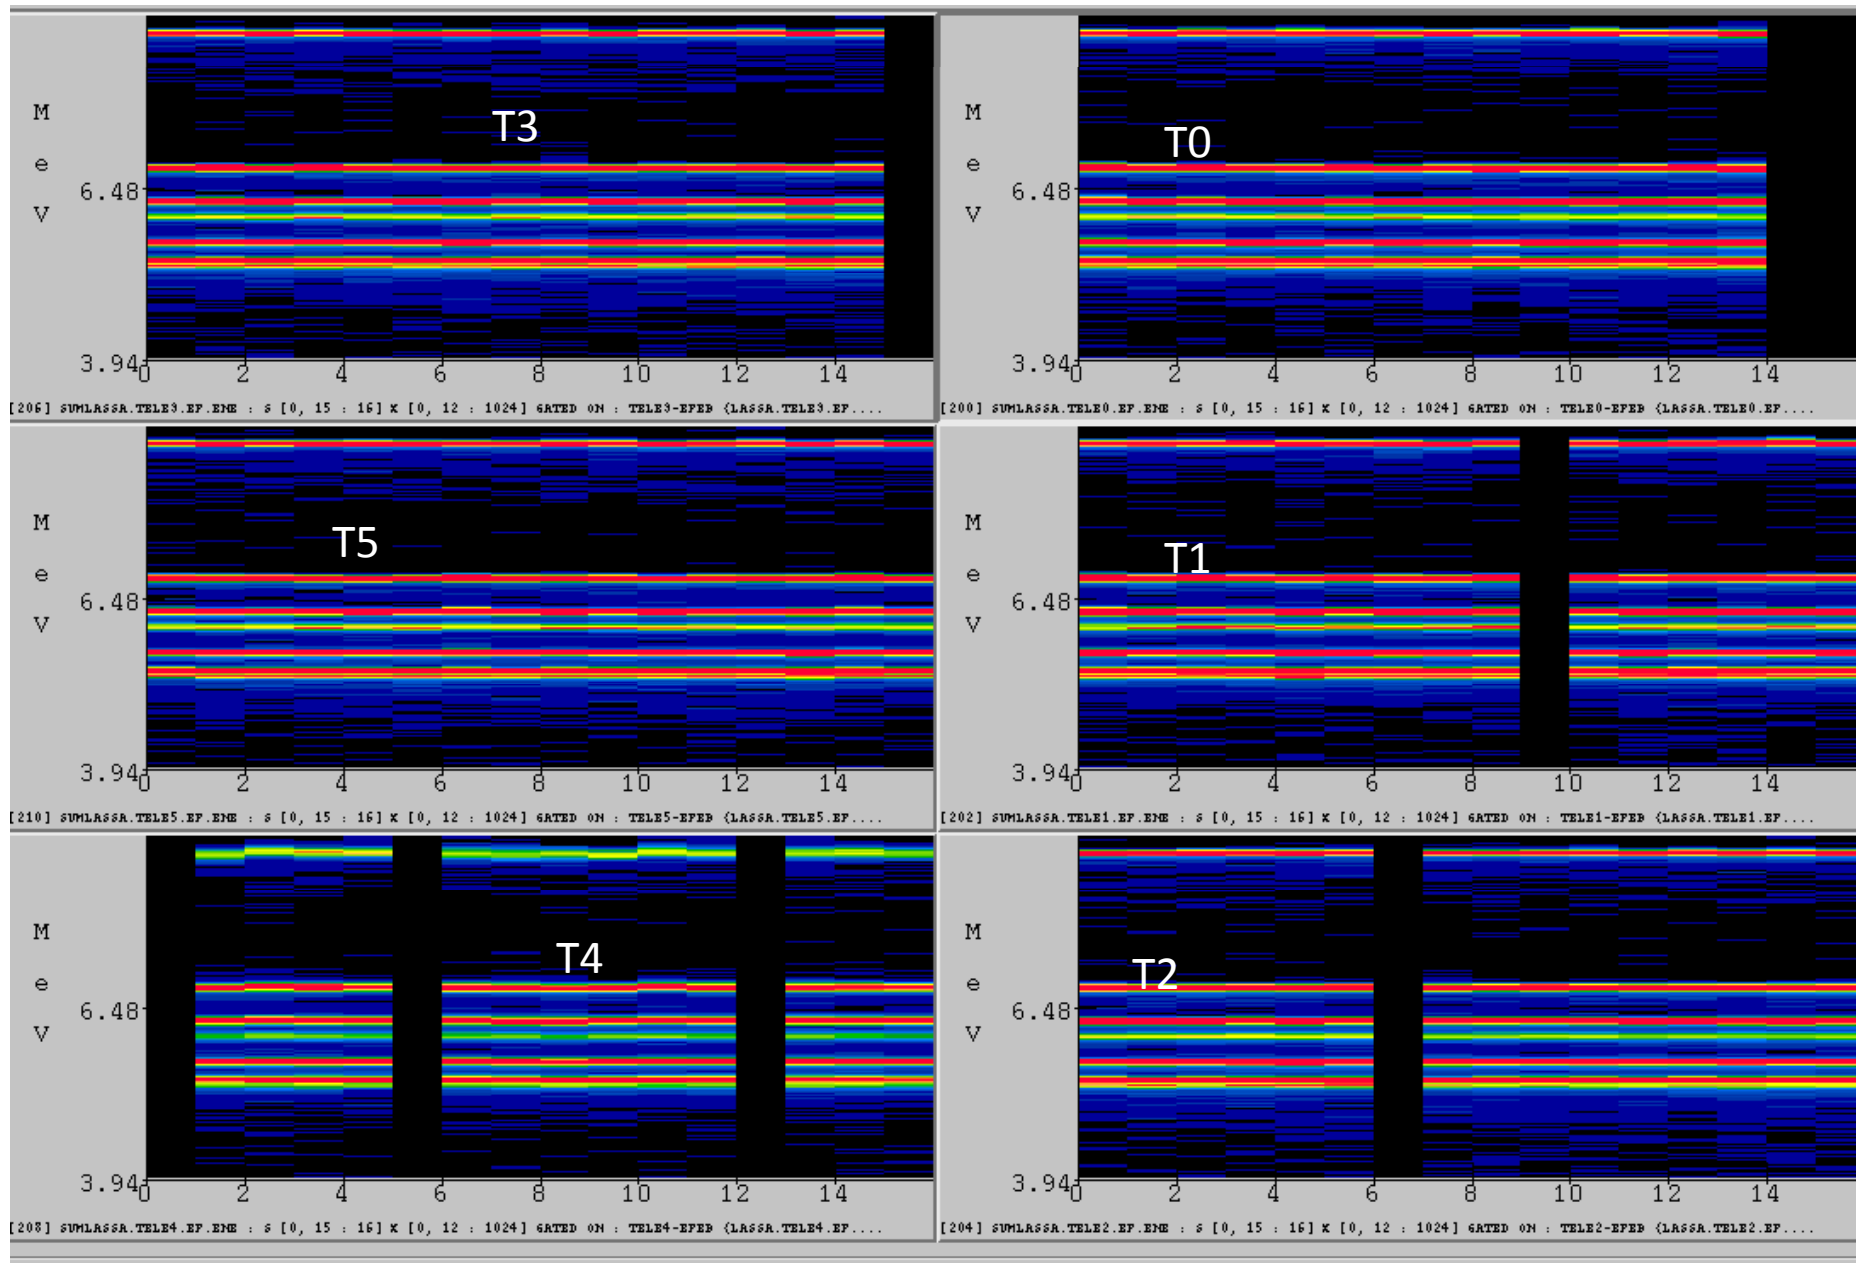 M
e
V
T3
6.48
3.94
0 2 4 6 8 10 12 14
[206] SUMLASSA.TELE3.EF.ENE : S [0, 15 : 16] X [0, 12 : 1024] GATED ON : TELE3-EFEB {LASSA.TELE3.EF....
M
e
V
T0
6.48
3.94
0 2 4 6 8 10 12 14
[200] SUMLASSA.TELE0.EF.ENE : S [0, 15 : 16] X [0, 12 : 1024] GATED ON : TELE0-EFEB {LASSA.TELE0.EF....
M
e
V
T5
6.48
3.94
0 2 4 6 8 10 12 14
[210] SUMLASSA.TELE5.EF.ENE : S [0, 15 : 16] X [0, 12 : 1024] GATED ON : TELE5-EFEB {LASSA.TELE5.EF....
M
e
V
T1
6.48
3.94
0 2 4 6 8 10 12 14
[202] SUMLASSA.TELE1.EF.ENE : S [0, 15 : 16] X [0, 12 : 1024] GATED ON : TELE1-EFEB {LASSA.TELE1.EF....
M
e
V
T4
6.48
3.94
0 2 4 6 8 10 12 14
[208] SUMLASSA.TELE4.EF.ENE : S [0, 15 : 16] X [0, 12 : 1024] GATED ON : TELE4-EFEB {LASSA.TELE4.EF....
M
e
V
T2
6.48
3.94
0 2 4 6 8 10 12 14
[204] SUMLASSA.TELE2.EF.ENE : S [0, 15 : 16] X [0, 12 : 1024] GATED ON : TELE2-EFEB {LASSA.TELE2.EF....